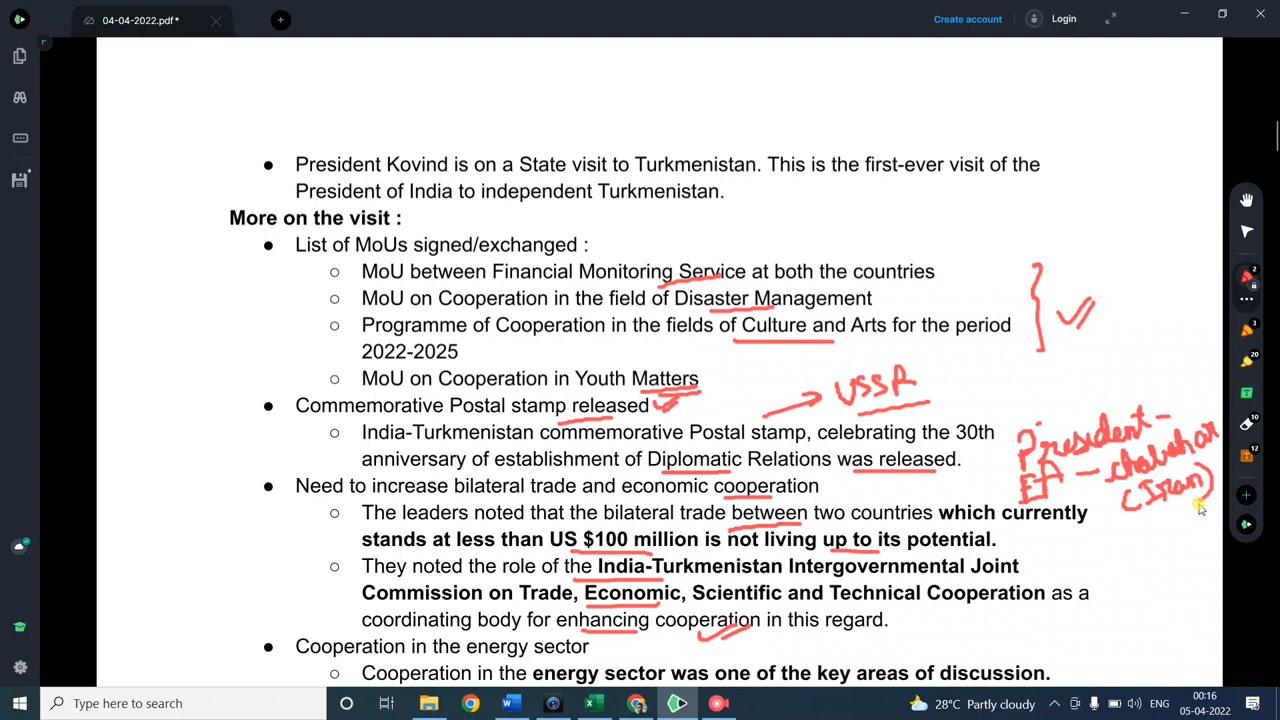 04-04-2022.pdf*
Create account
Login
President Kovind is on a State visit to Turkmenistan. This is the first-ever visit of the
President of India to independent Turkmenistan.
More on the visit :
List of MoUs signed/exchanged :
MoU between Financial Monitoring Service at both the countries
MoU on Cooperation in the field of Disaster Management
Programme of Cooperation in the fields of Culture and Arts for the period
2022-2025
MoU on Cooperation in Youth Matters
USSR
Commemorative Postal stamp released
India-Turkmenistan commemorative Postal stamp, celebrating the 30th
anniversary of establishment of Diplomatic Relations was released.
President -
EA - chabahar
(Iran)
Need to increase bilateral trade and economic cooperation
The leaders noted that the bilateral trade between two countries which currently
stands at less than US $100 million is not living up to its potential.
They noted the role of the India-Turkmenistan Intergovernmental Joint
Commission on Trade, Economic, Scientific and Technical Cooperation as a
coordinating body for enhancing cooperation in this regard.
Cooperation in the energy sector
Cooperation in the energy sector was one of the key areas of discussion.
2
3
20
10
12
Type here to search
28°C Partly cloudy
00:16
05-04-2022